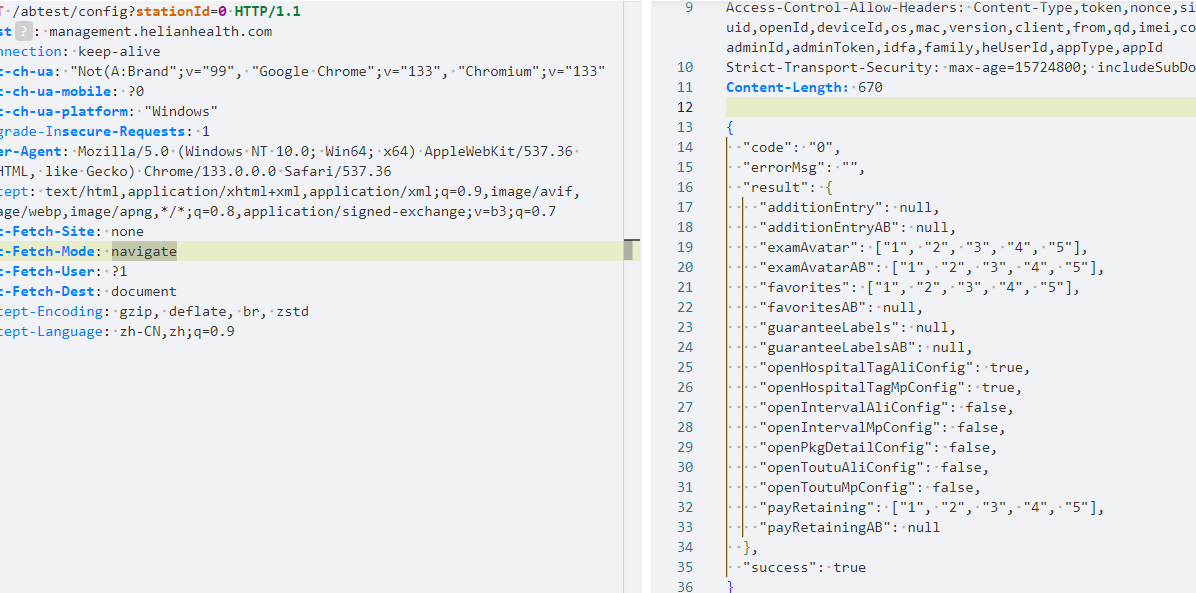 T /abtest/config?stationId=0 HTTP/1.1
st ? : management.helianhealth.com
nnection: keep-alive
c-ch-ua: "Not(A:Brand";v="99", "Google Chrome";v="133", "Chromium";v="133"
c-ch-ua-mobile: ?0
c-ch-ua-platform: "Windows"
grade-Insecure-Requests: 1
er-Agent: Mozilla/5.0 (Windows NT 10.0; Win64; x64) AppleWebKit/537.36
HTML, like Gecko) Chrome/133.0.0.0 Safari/537.36
cept: text/html,application/xhtml+xml,application/xml;q=0.9,image/avif,
age/webp,image/apng,*/*;q=0.8,application/signed-exchange;v=b3;q=0.7
c-Fetch-Site: none
c-Fetch-Mode: navigate
c-Fetch-User: ?1
c-Fetch-Dest: document
cept-Encoding: gzip, deflate, br, zstd
cept-Language: zh-CN,zh;q=0.9
9 Access-Control-Allow-Headers: Content-Type,token,nonce,si
uid,openId,deviceId,os,mac,version,client,from,qd,imei,co
adminId,adminToken,idfa,family,heUserId,appType,appId
10 Strict-Transport-Security: max-age=15724800; includeSubDo
11 Content-Length: 670
12
13 {
14 "code": "0",
15 "errorMsg": "",
16 "result": {
17 "additionEntry": null,
18 "additionEntryAB": null,
19 "examAvatar": ["1", "2", "3", "4", "5"],
20 "examAvatarAB": ["1", "2", "3", "4", "5"],
21 "favorites": ["1", "2", "3", "4", "5"],
22 "favoritesAB": null,
23 "guaranteeLabels": null,
24 "guaranteeLabelsAB": null,
25 "openHospitalTagAliConfig": true,
26 "openHospitalTagMpConfig": true,
27 "openIntervalAliConfig": false,
28 "openIntervalMpConfig": false,
29 "openPkgDetailConfig": false,
30 "openToutuAliConfig": false,
31 "openToutuMpConfig": false,
32 "payRetaining": ["1", "2", "3", "4", "5"],
33 "payRetainingAB": null
34 },
35 "success": true
36 }